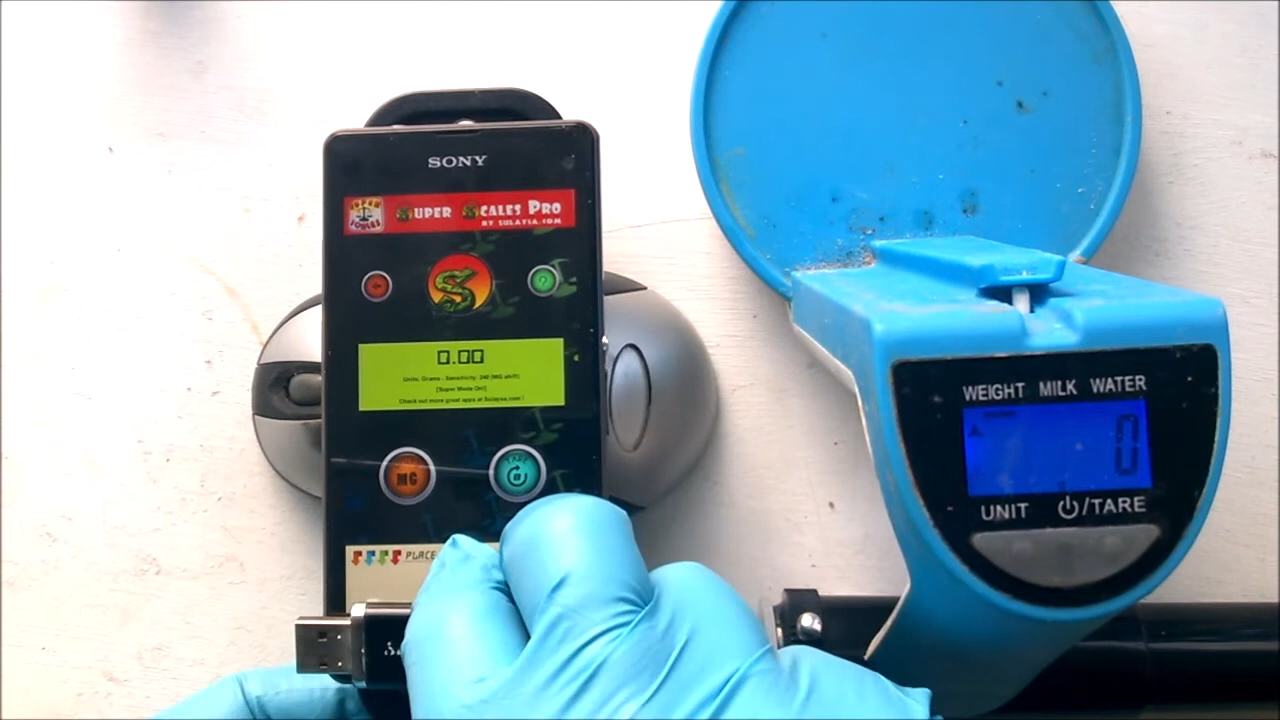 SONY
SUPER SCALES PRO
BY SULAYSA.COM
0.00
Units: Grams - Sensitivity: 240 (MG shift)
[Super Mode On!]
Check out more great apps at Sulaysa.com!
MG
TARE
PLACE
WEIGHT MILK WATER
0
UNIT /TARE